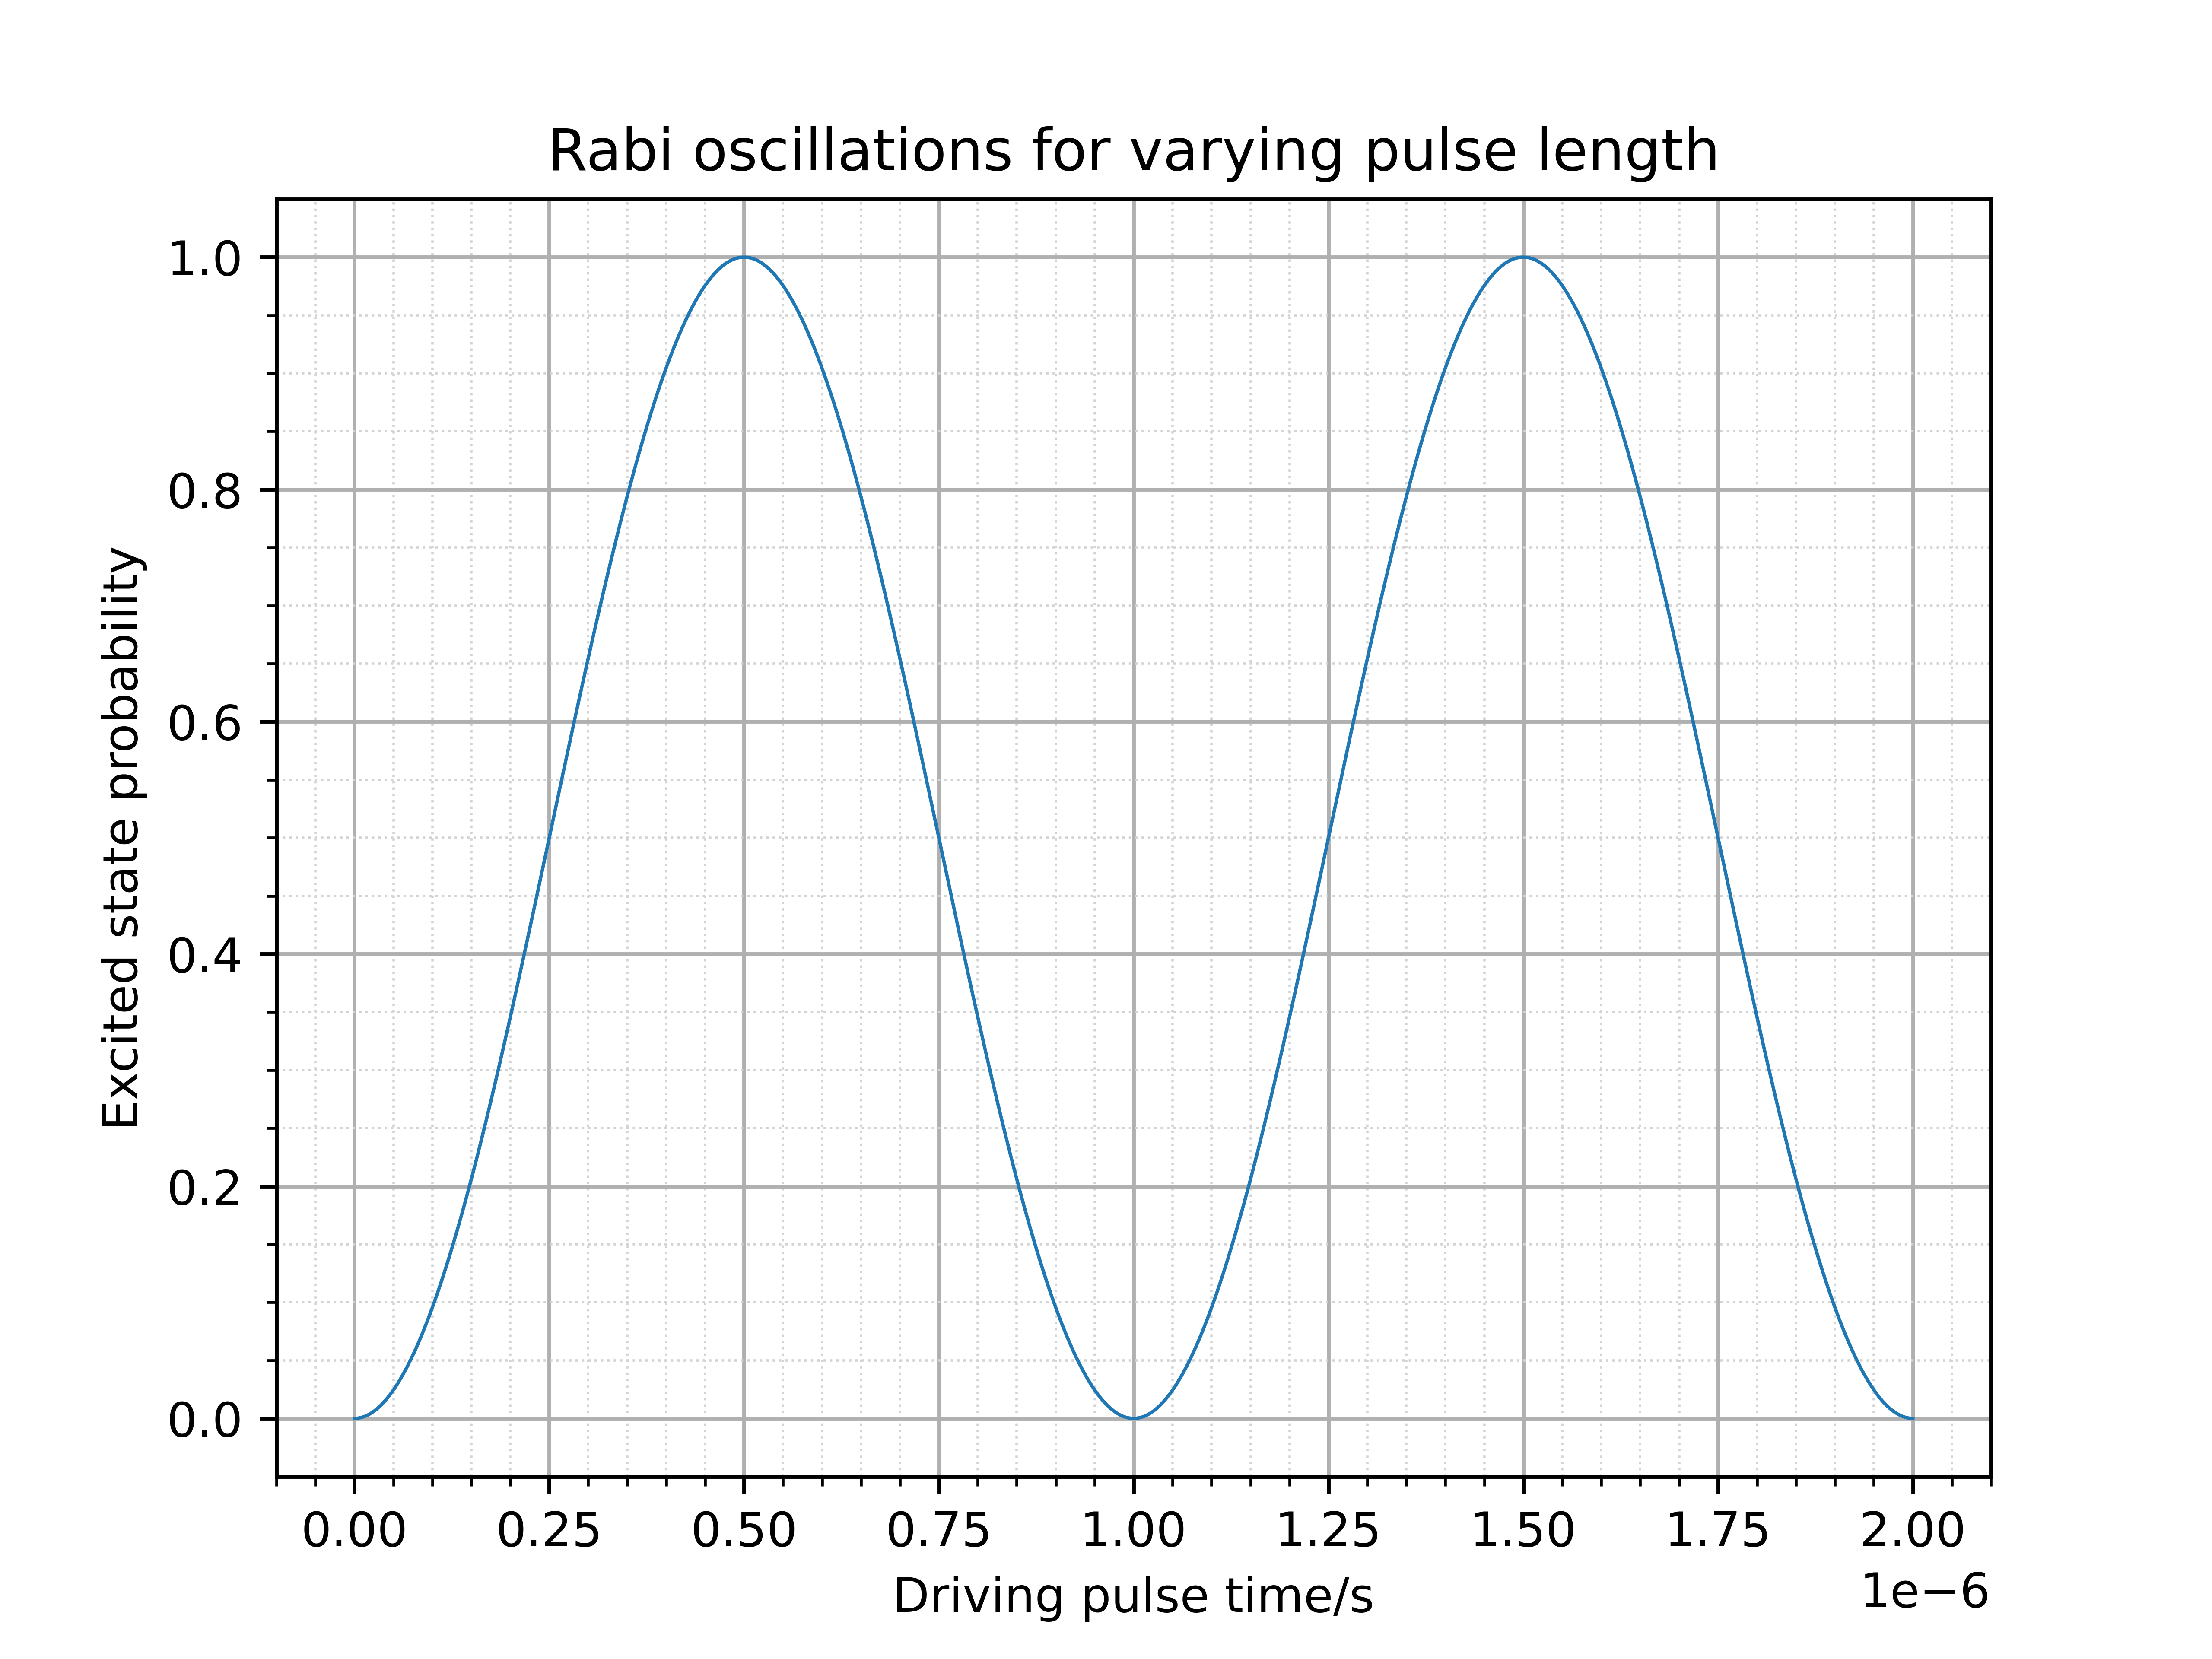 Rabi oscillations for varying pulse length
1.0
0.8
0.6
0.4
0.2
0.0
Excited state probability
0.00 0.25 0.50 0.75 1.00 1.25 1.50 1.75 2.00
1e−6
Driving pulse time/s